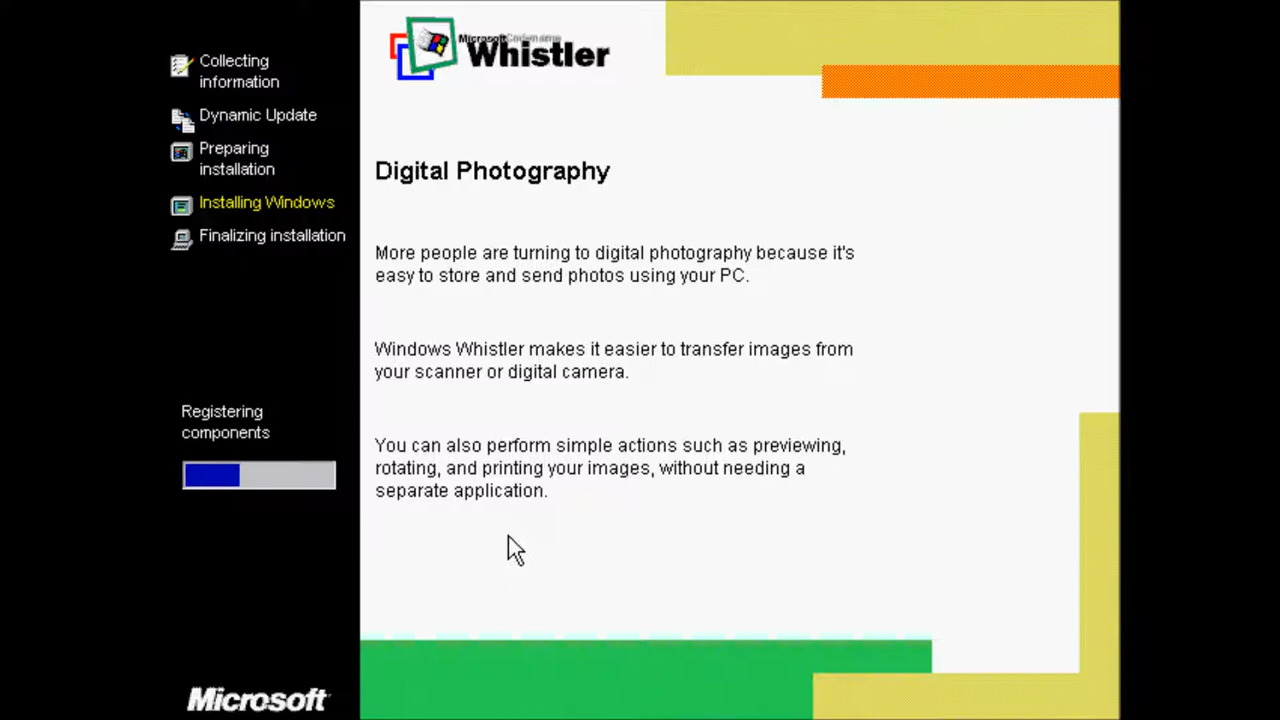 Collecting
information
Dynamic Update
Preparing
installation
Installing Windows
Finalizing installation
Registering
components
Microsoft
Microsoft Codename
Whistler
Digital Photography
More people are turning to digital photography because it's
easy to store and send photos using your PC.
Windows Whistler makes it easier to transfer images from
your scanner or digital camera.
You can also perform simple actions such as previewing,
rotating, and printing your images, without needing a
separate application.